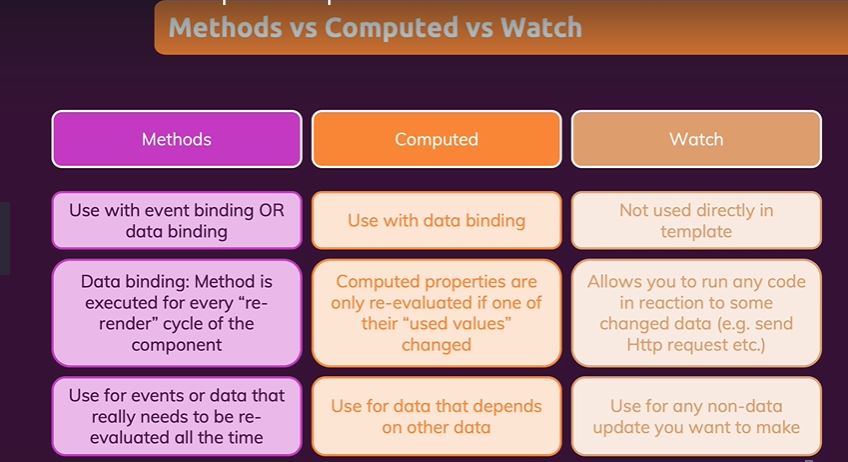 Methods vs Computed vs Watch
Methods
Computed
Watch
Use with event binding OR
data binding
Use with data binding
Not used directly in
template
Data binding: Method is
executed for every “re-
render” cycle of the
component
Computed properties are
only re-evaluated if one of
their “used values”
changed
Allows you to run any code
in reaction to some
changed data (e.g. send
Http request etc.)
Use for events or data that
really needs to be re-
evaluated all the time
Use for data that depends
on other data
Use for any non-data
update you want to make